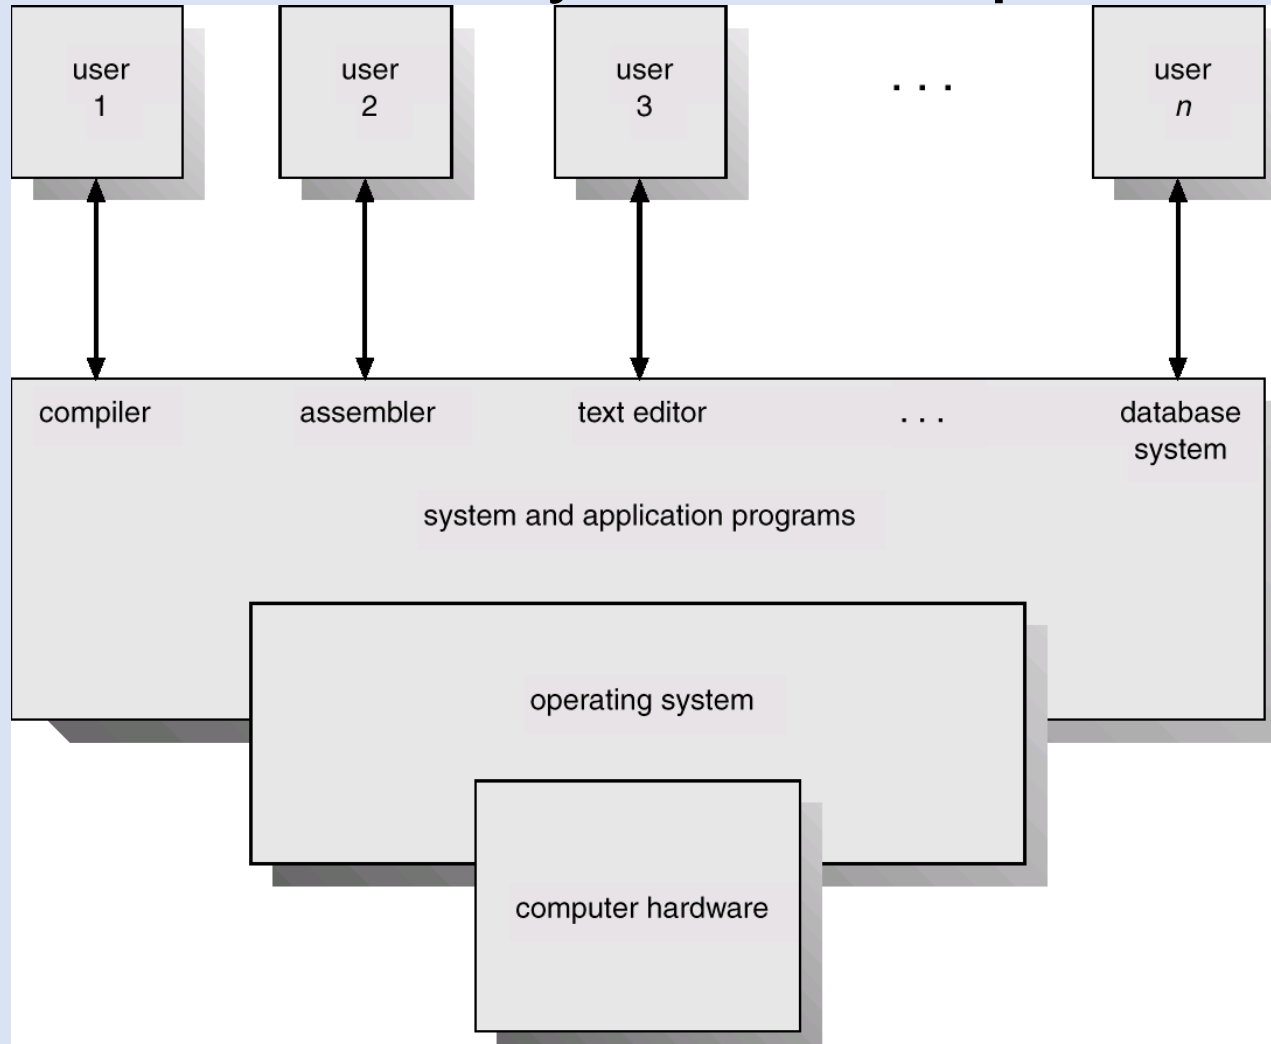 user
1
user
2
user
3
. . .
user
n
compiler
assembler
text editor
. . .
database
system
system and application programs
operating system
computer hardware